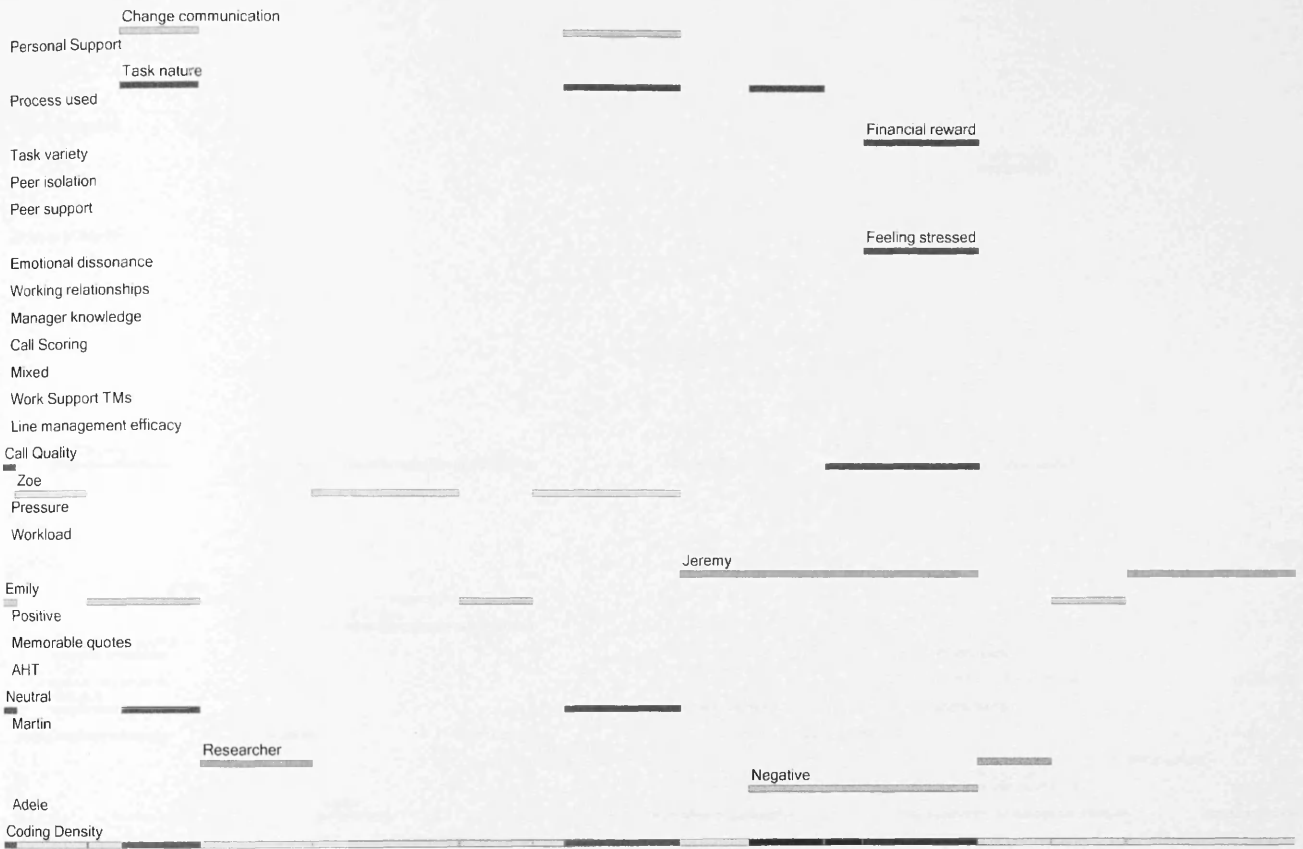 Change communication
Personal Support
Task nature
Process used
Financial reward
Task variety
Peer isolation
Peer support
Feeling stressed
Emotional dissonance
Working relationships
Manager knowledge
Call Scoring
Mixed
Work Support TMs
Line management efficacy
Call Quality
Zoe
Pressure
Workload
Jeremy
Emily
Positive
Memorable quotes
AHT
Neutral
Martin
Researcher
Negative
Adele
Coding Density